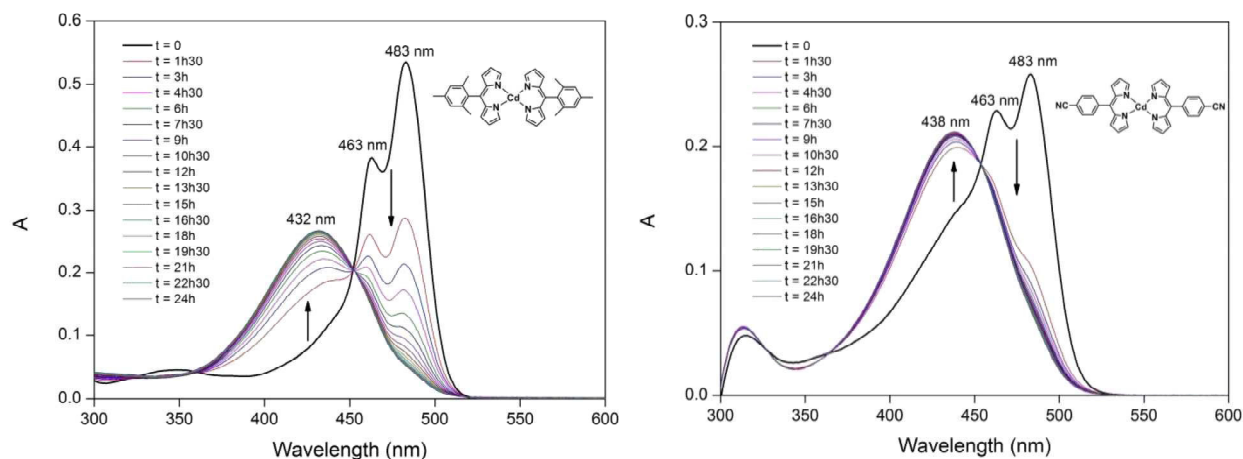 0.6
0.5
0.4
0.3
0.2
0.1
0.0
A
t = 0
t = 1h30
t = 3h
t = 4h30
t = 6h
t = 7h30
t = 9h
t = 10h30
t = 12h
t = 13h30
t = 15h
t = 16h30
t = 18h
t = 19h30
t = 21h
t = 22h30
t = 24h
483 nm
463 nm
432 nm
N
N
Cd
N
N
300 350 400 450 500 550 600
Wavelength (nm)
0.3
0.2
0.1
0.0
A
t = 0
t = 1h30
t = 3h
t = 4h30
t = 6h
t = 7h30
t = 9h
t = 10h30
t = 12h
t = 13h30
t = 15h
t = 16h30
t = 18h
t = 19h30
t = 21h
t = 22h30
t = 24h
483 nm
463 nm
438 nm
NC
N
N
Cd
N
N
CN
300 400 500 600
Wavelength (nm)